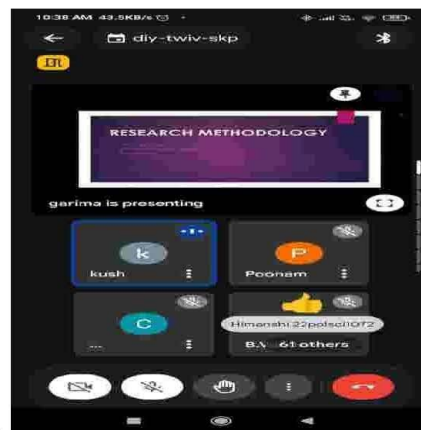 10:38 AM 43.5KB/s
diy-twiv-skp
RESEARCH METHODOLOGY
garima is presenting
k
kush
P
Poonam
C
...
Himanshi.22polsci1072
B.V
61 others